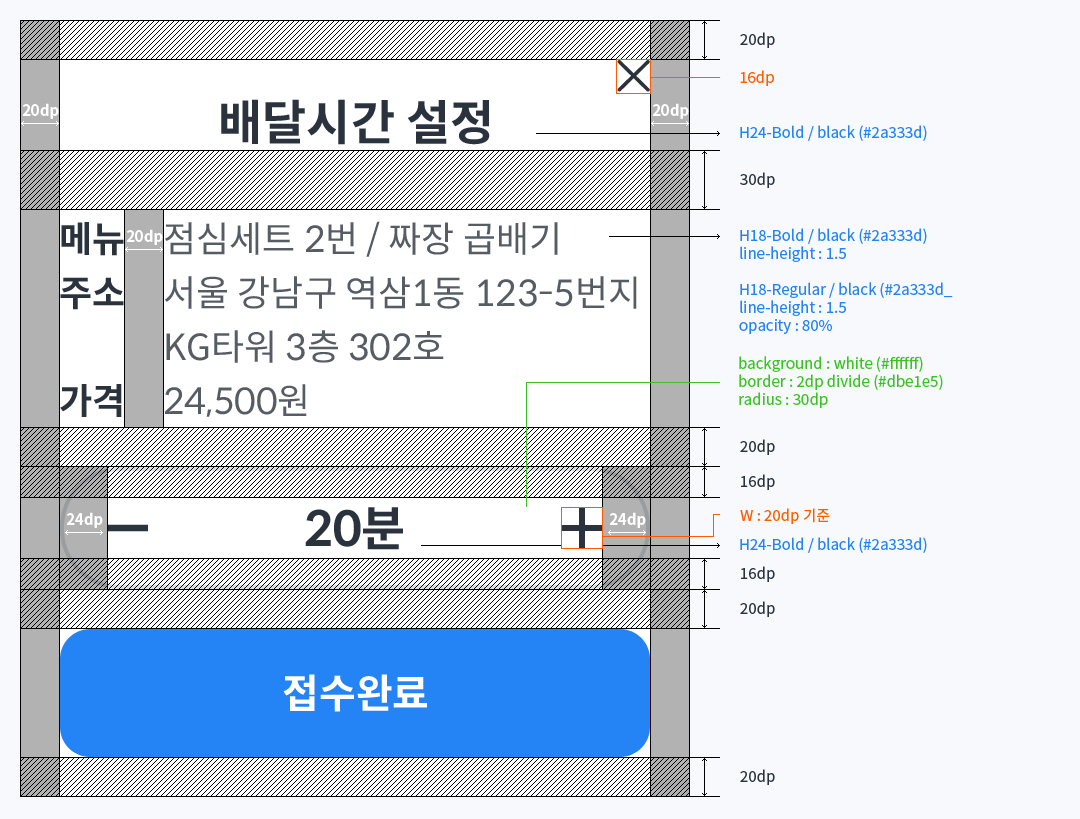 20dp
16dp
20dp
20dp
배달시간 설정
H24-Bold / black (#2a333d)
30dp
메뉴
20dp
점심세트 2번 / 짜장 곱배기
H18-Bold / black (#2a333d)
line-height : 1.5
주소
서울 강남구 역삼1동 123-5번지
H18-Regular / black (#2a333d_
line-height : 1.5
opacity : 80%
KG타워 3층 302호
background : white (#ffffff)
border : 2dp divide (#dbe1e5)
radius : 30dp
가격
24,500원
20dp
16dp
24dp
20분
24dp
W : 20dp 기준
H24-Bold / black (#2a333d)
16dp
20dp
접수완료
20dp